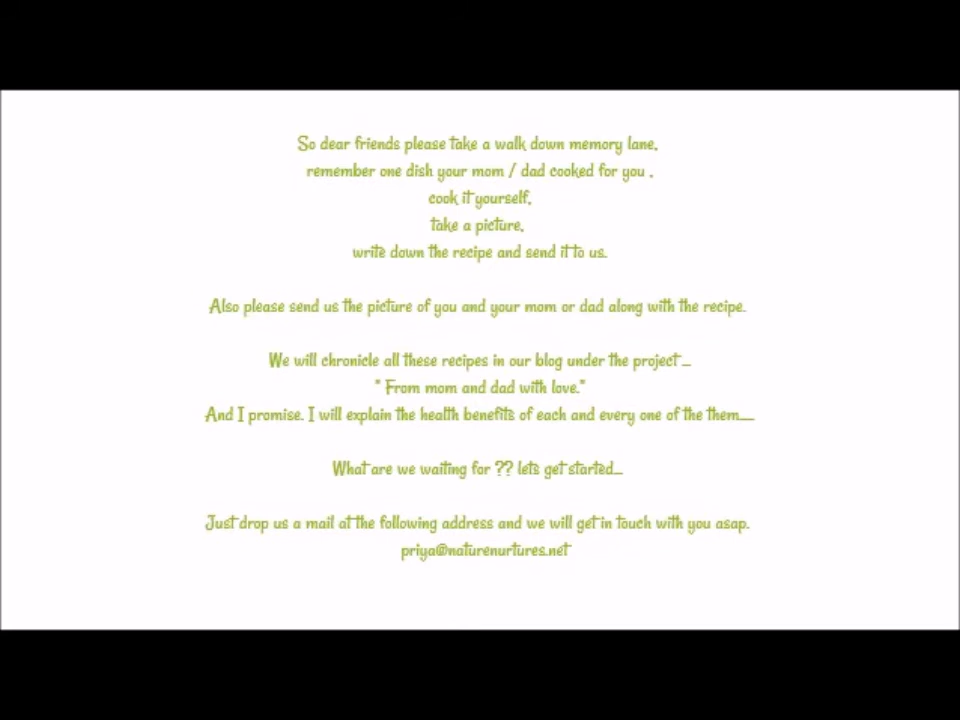 So dear friends please take a walk down memory lane,
remember one dish your mom / dad cooked for you ,
cook it yourself,
take a picture,
write down the recipe and send it to us.
Also please send us the picture of you and your mom or dad along with the recipe.
We will chronicle all these recipes in our blog under the project ...
" From mom and dad with love."
And I promise. I will explain the health benefits of each and every one of the them......
What are we waiting for ?? lets get started...
Just drop us a mail at the following address and we will get in touch with you asap.
priya@naturenurtures.net